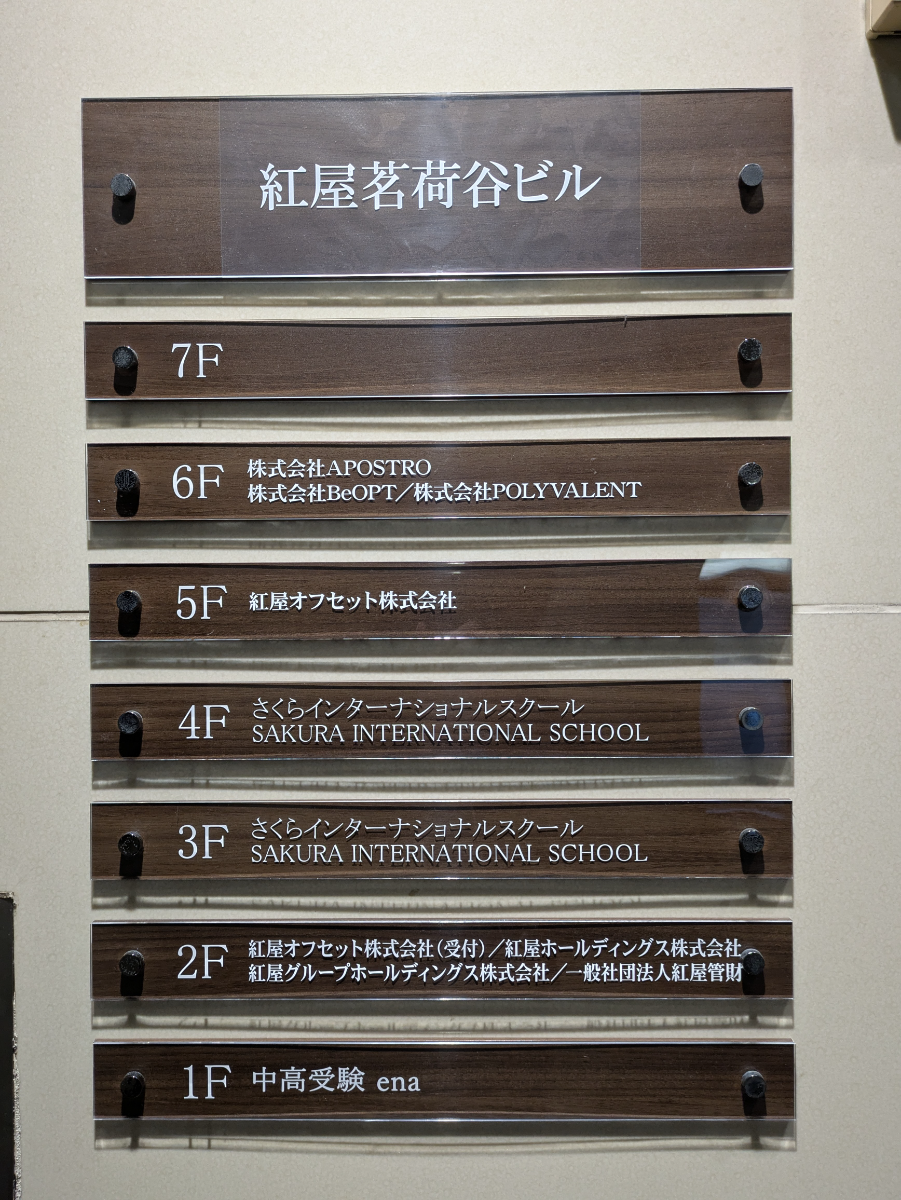 紅屋茗荷谷ビル
7F
6F 株式会社APOSTRO
株式会社BeOPT／株式会社POLYVALENT
5F 紅屋オフセット株式会社
4F さくらインターナショナルスクール
SAKURA INTERNATIONAL SCHOOL
3F さくらインターナショナルスクール
SAKURA INTERNATIONAL SCHOOL
2F 紅屋オフセット株式会社（受付）／紅屋ホールディングス株式会社
紅屋グループホールディングス株式会社／一般社団法人紅屋管財
1F 中高受験 ena